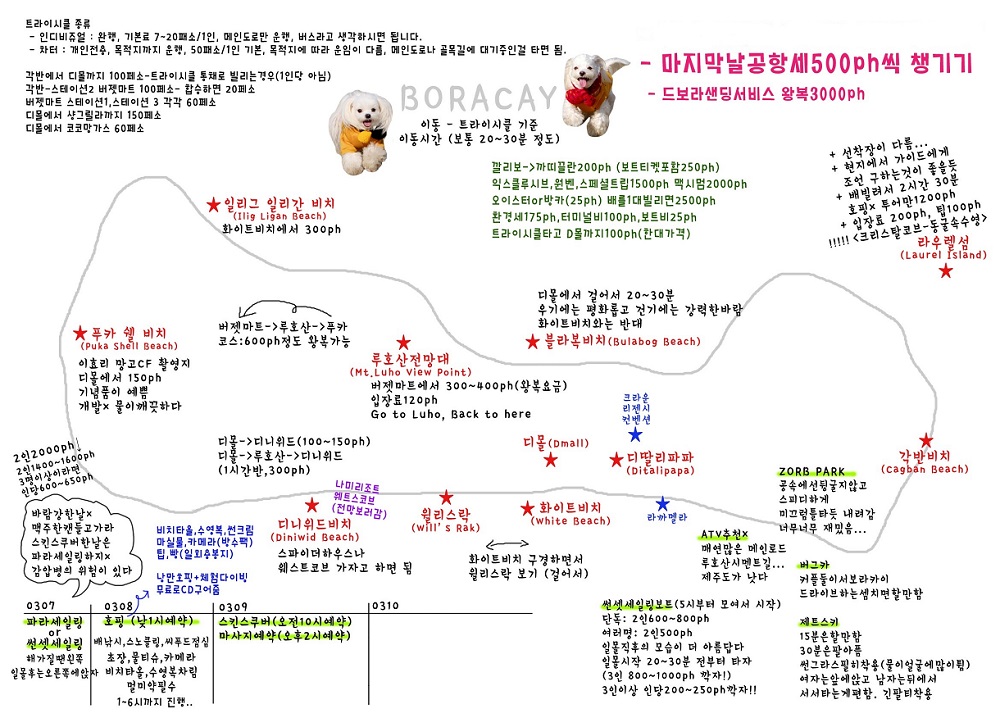 트라이시클 종류
- 인디비쥬얼 : 완행, 기본료 7~20패소/1인, 메인도로만 운행, 버스라고 생각하시면 됩니다.
- 차터 : 개인전충, 목적지까지 운행, 50패소/1인 기본, 목적지에 따라 운임이 다름, 메인도로나 골목길에 대기주인걸 타면 됨.
각반에서 디몰까지 100페소-트라이시클 통채로 빌리는경우(1인당 아님)
각반-스테이션2 버젯마트 100페소- 합수하면 20페소
버젯마트 스테이션1,스테이션 3 각각 60페소
디몰에서 샹그릴라까지 150페소
디몰에서 코코망가스 60페소
BORACAY
이동 - 트라이시클 기준
이동시간 (보통 20~30분 정도)
- 마지막날공항세500ph씩 챙기기
- 드보라샌딩서비스 왕복3000ph
깔리보->까띠끌란200ph (보트티켓포함250ph)
익스클루시브,원벤,스페셜트립1500ph 맥시멈2000ph
오이스터or방카(25ph) 배를1대빌리면2500ph
환경세175ph,터미널비100ph,보트비25ph
트라이시클타고 D몰까지100ph(한대가격)
+ 선착장이 다름...
+ 현지에서 가이드에게
조언 구하는것이 좋을듯
+ 배빌려서 2시간 30분
호핑x 투어만1200ph
+ 입장료 200ph, 팁100ph
!!!!! <크리스탈코브-동굴속수영>
라우렐섬
(Laurel Island)
일리그 일리간 비치
(Ilig Ligan Beach)
화이트비치에서 300ph
푸카 쉘 비치
(Puka Shell Beach)
이효리 망고CF 촬영지
디몰에서 150ph
기념품이 예쁨
개발x 물이깨끗하다
버젯마트->루호산->푸카
코스:600ph정도 왕복가능
루호산전망대
(Mt.Luho View Point)
버젯마트에서 300~400ph(왕복요금)
입장료120ph
Go to Luho, Back to here
디몰에서 걸어서 20~30분
우기에는 평화롭고 건기에는 강력한바람
화이트비치와는 반대
블라복비치(Bulabog Beach)
크라운
리젠시
컨벤션
디몰(Dmall)
디딸리파파
(Ditalipapa)
각반비치
(Cagban Beach)
디몰->디니위드(100~150ph)
디몰->루호산->디니위드
(1시간반,300ph)
나미리조트
웨스트코브
(전망보러감)
디니위드비치
(Diniwid Beach)
스파이더하우스나
웨스트코브 가자고 하면 됨
윌리스락
(Will's Rak)
화이트비치
(White Beach)
라까멜라
화이트비치 구경하면서
윌리스락 보기 (걸어서)
ZORB PARK
공속에선뒹굴지않고
스피디하게
미끄럼틀타듯 내려감
너무너무 재밌음...
ATV추천x
매연많은 메인로드
루호산시멘트길...
제주도가 낫다
버그카
커플들이서보라카이
드라이브하는셈치면할만함
제트스키
15분은할만함
30분은팔아픔
썬그라스필히착용(물이얼굴에많이튐)
여자는앞에앉고 남자는뒤에서
서서타는게편함. 긴팔티착용
썬셋세일링보트(5시부터 모여서 시작)
단독: 2인600~800ph
여러명: 2인500ph
일몰직후의 모습이 더 아름답다
일몰시작 20~30분 전부터 타자
(3인 800~1000ph 깍자!)
3인이상 인당200~250ph깍자!!
2인2000ph↓
2인1400~1600ph
3명이상이라면
인당600~650ph
바람강한날x
맥주한캔들고가라
스킨스쿠버한날은
파라세일링하지x
감압병의 위험이 있다
비치타올,수영복,썬크림
마실물,카메라(방수팩)
팁,빵(일회충부지)
낭만호핑+체험다이빙
무료로CD구어줌
0307
파라세일링
or
썬셋세일링
해가질땐왼쪽
일몰후는오른쪽에앉자
0308
호핑 (낮1시예약)
배낚시,스노쿨링,씨푸드점심
초장,물티슈,카메라
비치타올,수영복차림
멀미약필수
1~6시까지 진행..
0309
스킨스쿠버(오전10시예약)
마사지예약(오후2시예약)
0310